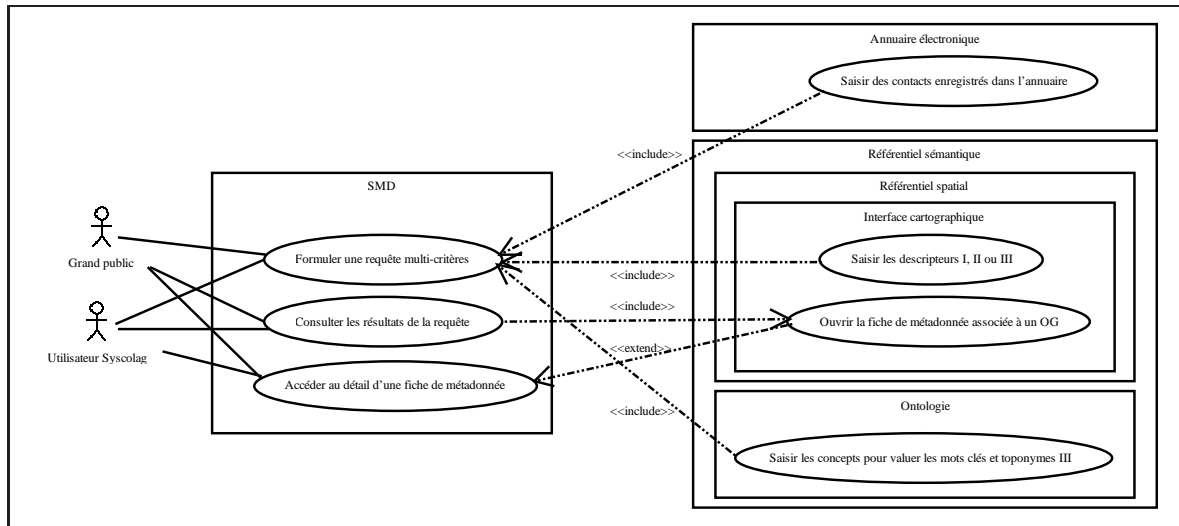 Annuaire électronique
Saisir des contacts enregistrés dans l'annuaire
<<include>>
Référentiel sémantique
SMD
Référentiel spatial
Interface cartographique
Grand public
Formuler une requête multi-critères
Saisir les descripteurs I, II ou III
<<include>>
<<include>>
Consulter les résultats de la requête
Ouvrir la fiche de métadonnée associée à un OG
Utilisateur Syscolag
<<extend>>
Accéder au détail d'une fiche de métadonnée
<<include>>
Ontologie
Saisir les concepts pour valuer les mots clés et toponymes III